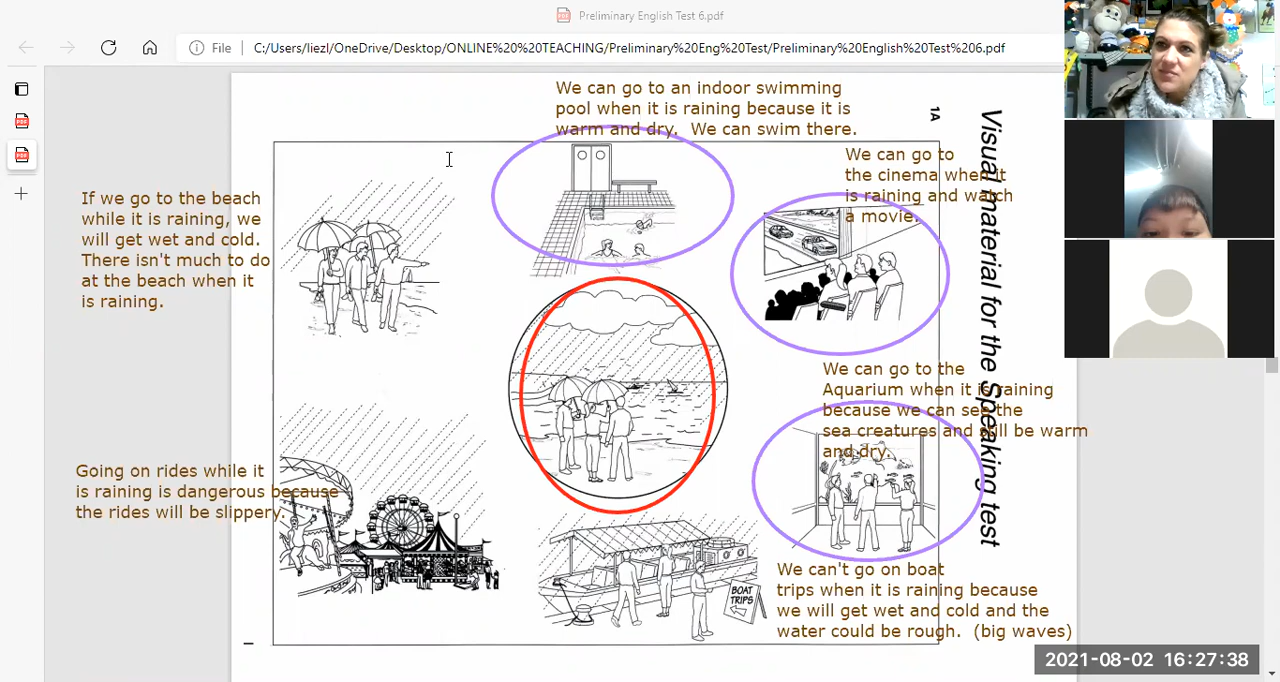 Preliminary English Test 6.pdf
File
C:/Users/liezl/OneDrive/Desktop/ONLINE%20%20TEACHING/Preliminary%20Eng%20Test/Preliminary%20English%20Test%206.pdf
We can go to an indoor swimming
pool when it is raining because it is
warm and dry.  We can swim there.
1A
Visual material for the Speaking test
We can go to
the cinema when it
is raining and watch
a movie.
If we go to the beach
while it is raining, we
will get wet and cold.
There isn't much to do
at the beach when it
is raining.
We can go to the
Aquarium when it is raining
because we can see the
sea creatures and will be warm
and dry.
Going on rides while it
is raining is dangerous because
the rides will be slippery.
BOAT
TRIPS
We can't go on boat
trips when it is raining because
we will get wet and cold and the
water could be rough.  (big waves)
2021-08-02 16:27:38